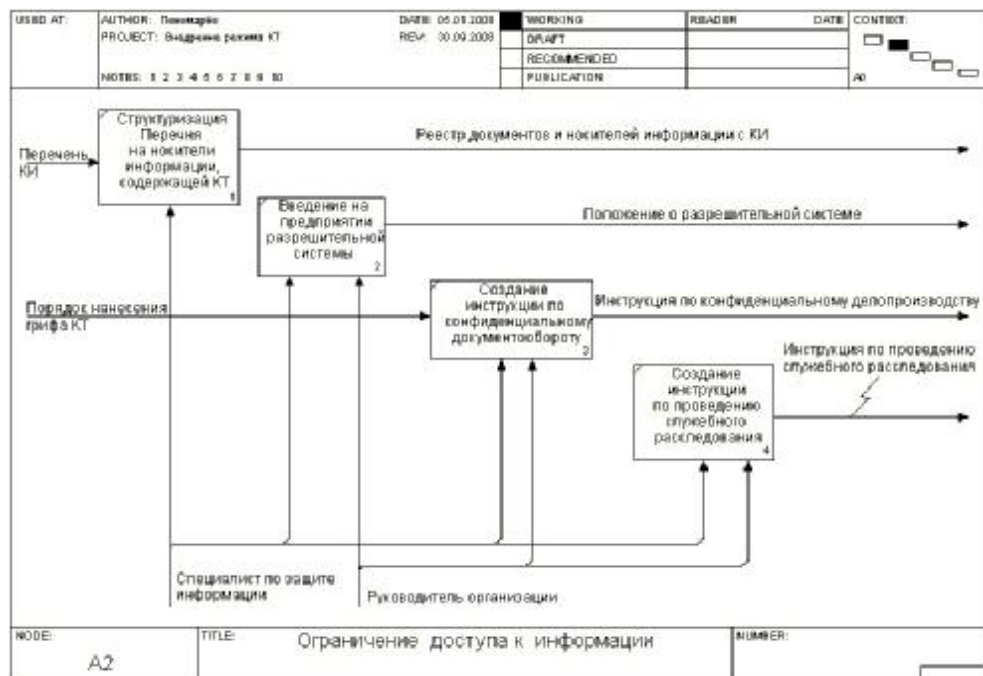 USED AT:
AUTHOR: Пономарёв
DATE: 05.09.2008
WORKING
READER
DATE
CONTEXT:
PROJECT: Внедрение режима КТ
REV: 30.09.2008
DRAFT
RECOMMENDED
NOTES: 1 2 3 4 5 6 7 8 9 10
PUBLICATION
A0
Структуризация
Перечня
на нокители
информации,
содержащей КТ
1
Перечень
КИ
Реестр документов и нокителей информации с КИ
Введение на
предприятии
разрешительной
системы
2
Положение о разрешительной системе
Порядок нанесения
грифа КТ
Создание
инструкции по
конфиденциальному
документообороту
3
Инструкция по конфиденциальному делопроизводству
Инструкция по проведению
служебного расследования
Создание
инструкции
по проведению
служебного
расследования
4
Специалист по защите
информации
Руководитель организации
NODE:
TITLE:
Ограничение доступа к информации
NUMBER:
A2